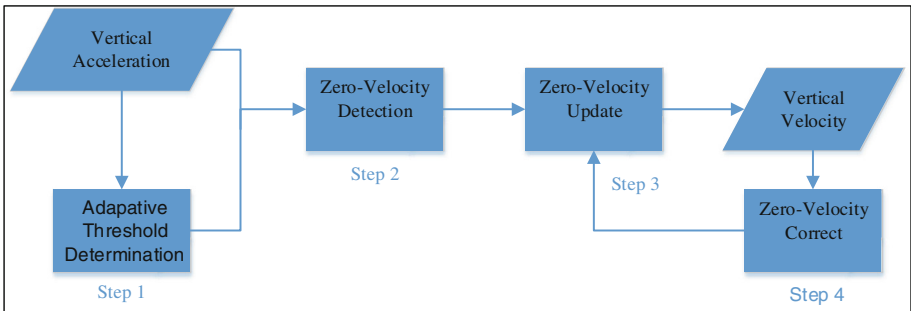 Vertical
Acceleration
Adapative
Threshold
Determination
Step 1
Zero-Velocity
Detection
Step 2
Zero-Velocity
Update
Step 3
Vertical
Velocity
Zero-Velocity
Correct
Step 4